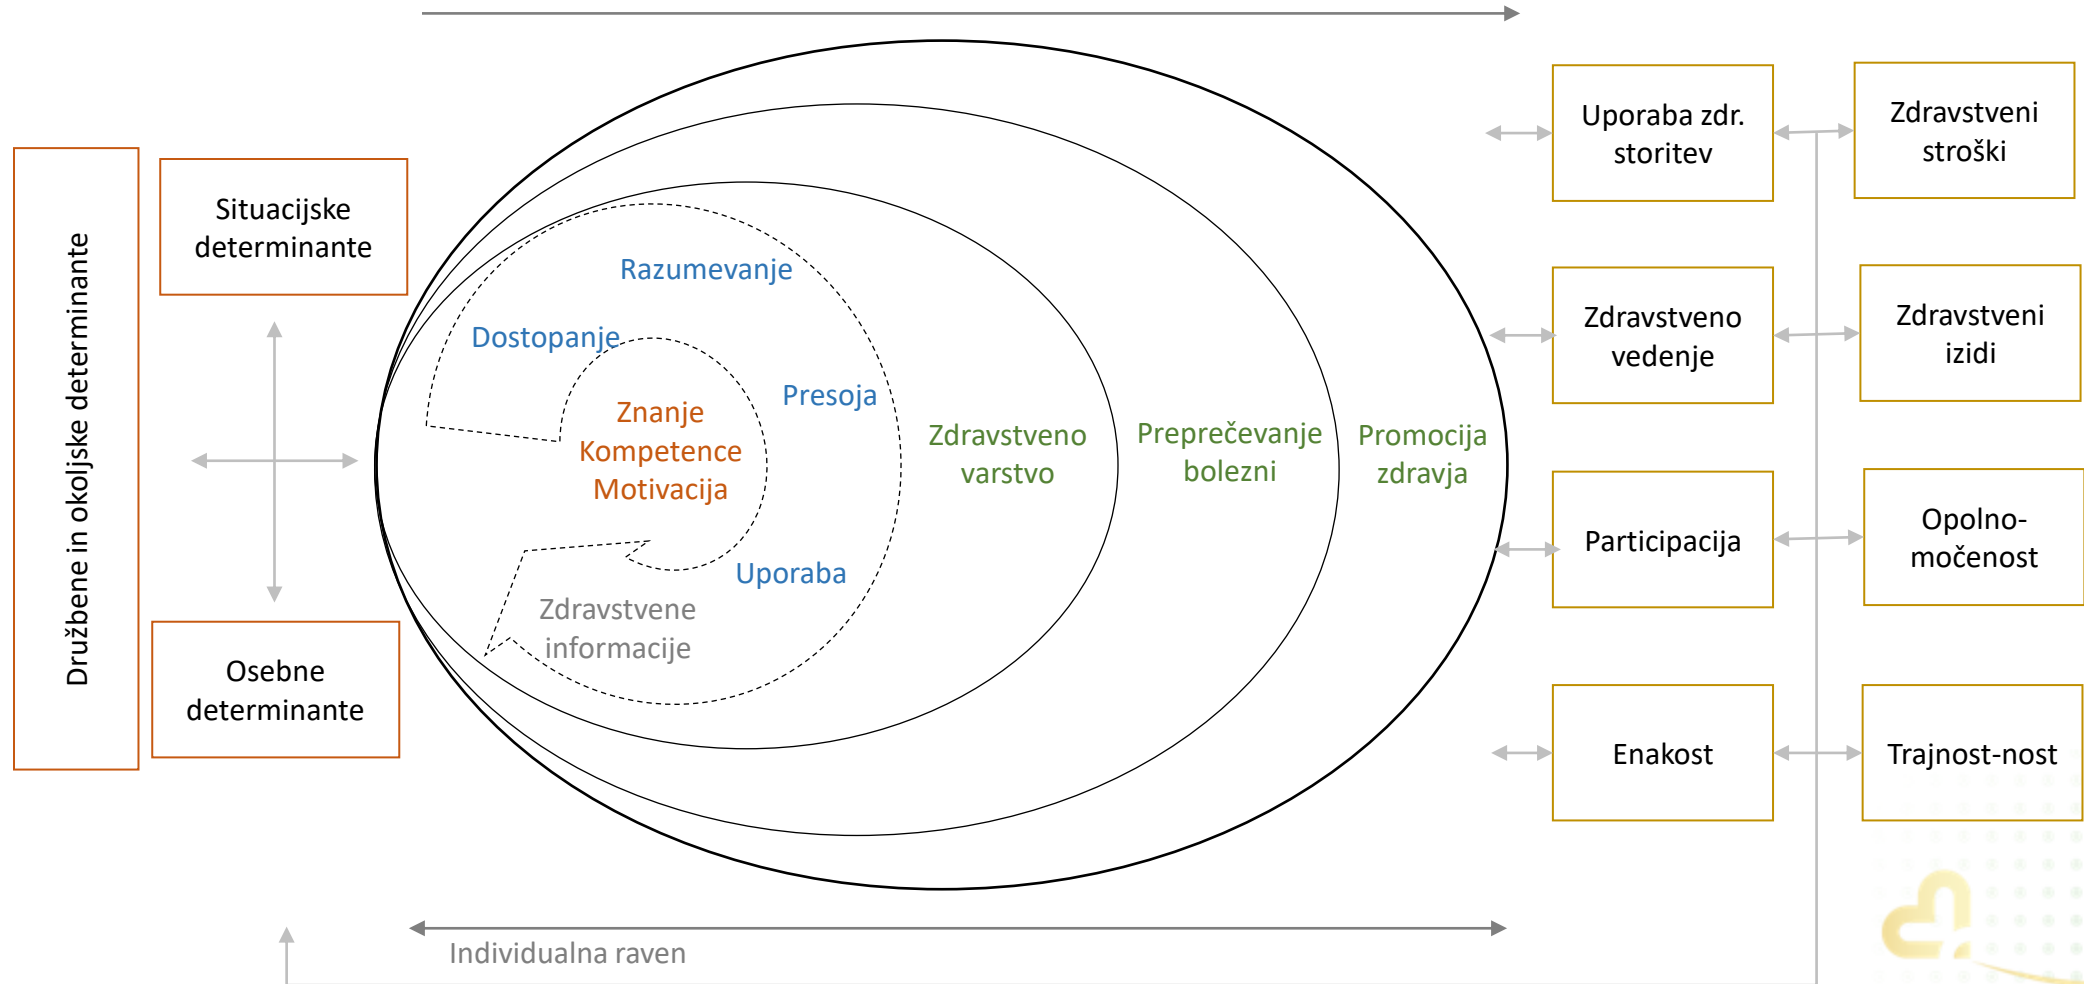 Družbene in okoljske determinante
Situacijske
determinante
Osebne
determinante
Razumevanje
Dostopanje
Presoja
Uporaba
Znanje
Kompetence
Motivacija
Zdravstvene
informacije
Zdravstveno
varstvo
Preprečevanje
bolezni
Promocija
zdravja
Uporaba zdr.
storitev
Zdravstveni
stroški
Zdravstveno
vedenje
Zdravstveni
izidi
Participacija
Opolno-
močenost
Enakost
Trajnost-nost
Individualna raven